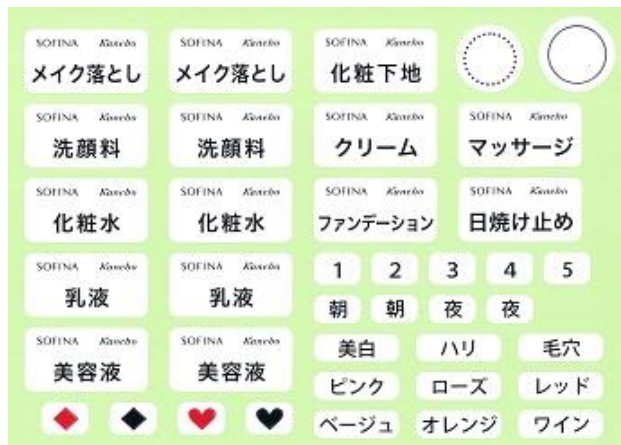 SOFINA Kanebo SOFINA Kanebo SOFINA Kanebo
メイク落とし メイク落とし 化粧下地
SOFINA Kanebo SOFINA Kanebo SOFINA Kanebo SOFINA Kanebo
洗顔料 洗顔料 クリーム マッサージ
SOFINA Kanebo SOFINA Kanebo SOFINA Kanebo SOFINA Kanebo
化粧水 化粧水 ファンデーション 日焼け止め
SOFINA Kanebo SOFINA Kanebo 1 2 3 4 5
乳液 乳液 朝 朝 夜 夜
SOFINA Kanebo SOFINA Kanebo 美白 ハリ 毛穴
美容液 美容液 ピンク ローズ レッド
ベージュ オレンジ ワイン